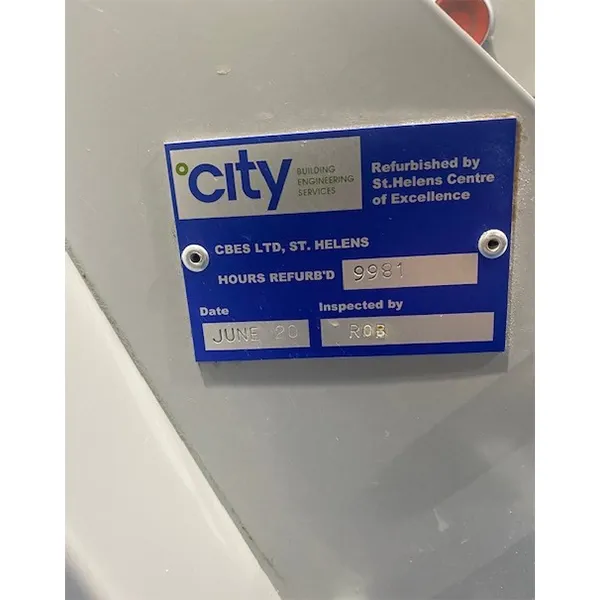 city
BUILDING
ENGINEERING
SERVICES
Refurbished by
St.Helens Centre
of Excellence
CBES LTD, ST. HELENS
HOURS REFURB'D 9981
Date
Inspected by
JUNE 20
ROB